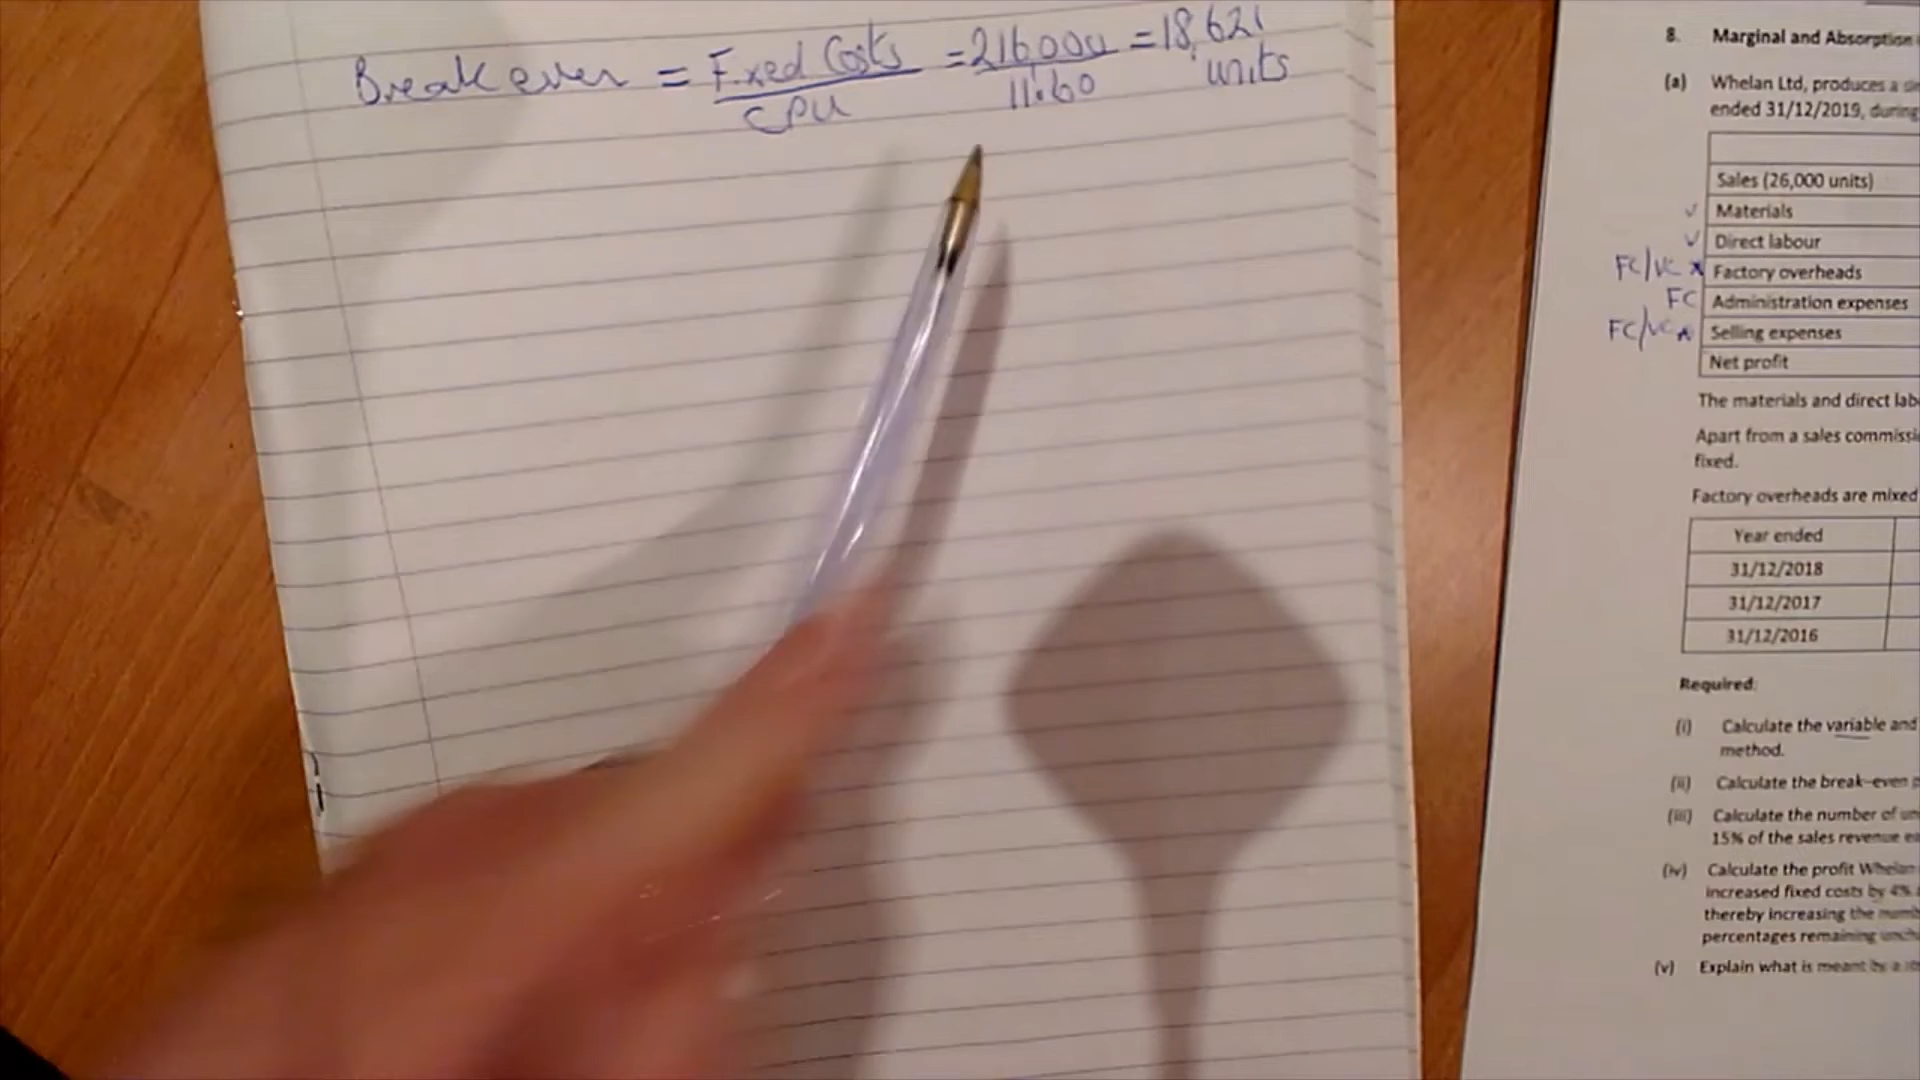 Break even = Fixed Costs = 216000 = 18,621
CPU 11.60 units
8. Marginal and Absorption
(a) Whelan Ltd, produces a
ended 31/12/2019, during
Sales (26,000 units)
✓ Materials
✓ Direct labour
FC/VC * Factory overheads
FC Administration expenses
FC/VC * Selling expenses
Net profit
The materials and direct
Apart from a sales
fixed.
Factory overheads are mixed
Year ended
31/12/2018
31/12/2017
31/12/2016
Required:
(i) Calculate the variable and
method.
(ii) Calculate the break-even
(iii) Calculate the number of
15% of the sales revenue
(iv) Calculate the profit Whelan
increased fixed costs by 4%
thereby increasing the
percentages remaining
(v) Explain what is meant by a